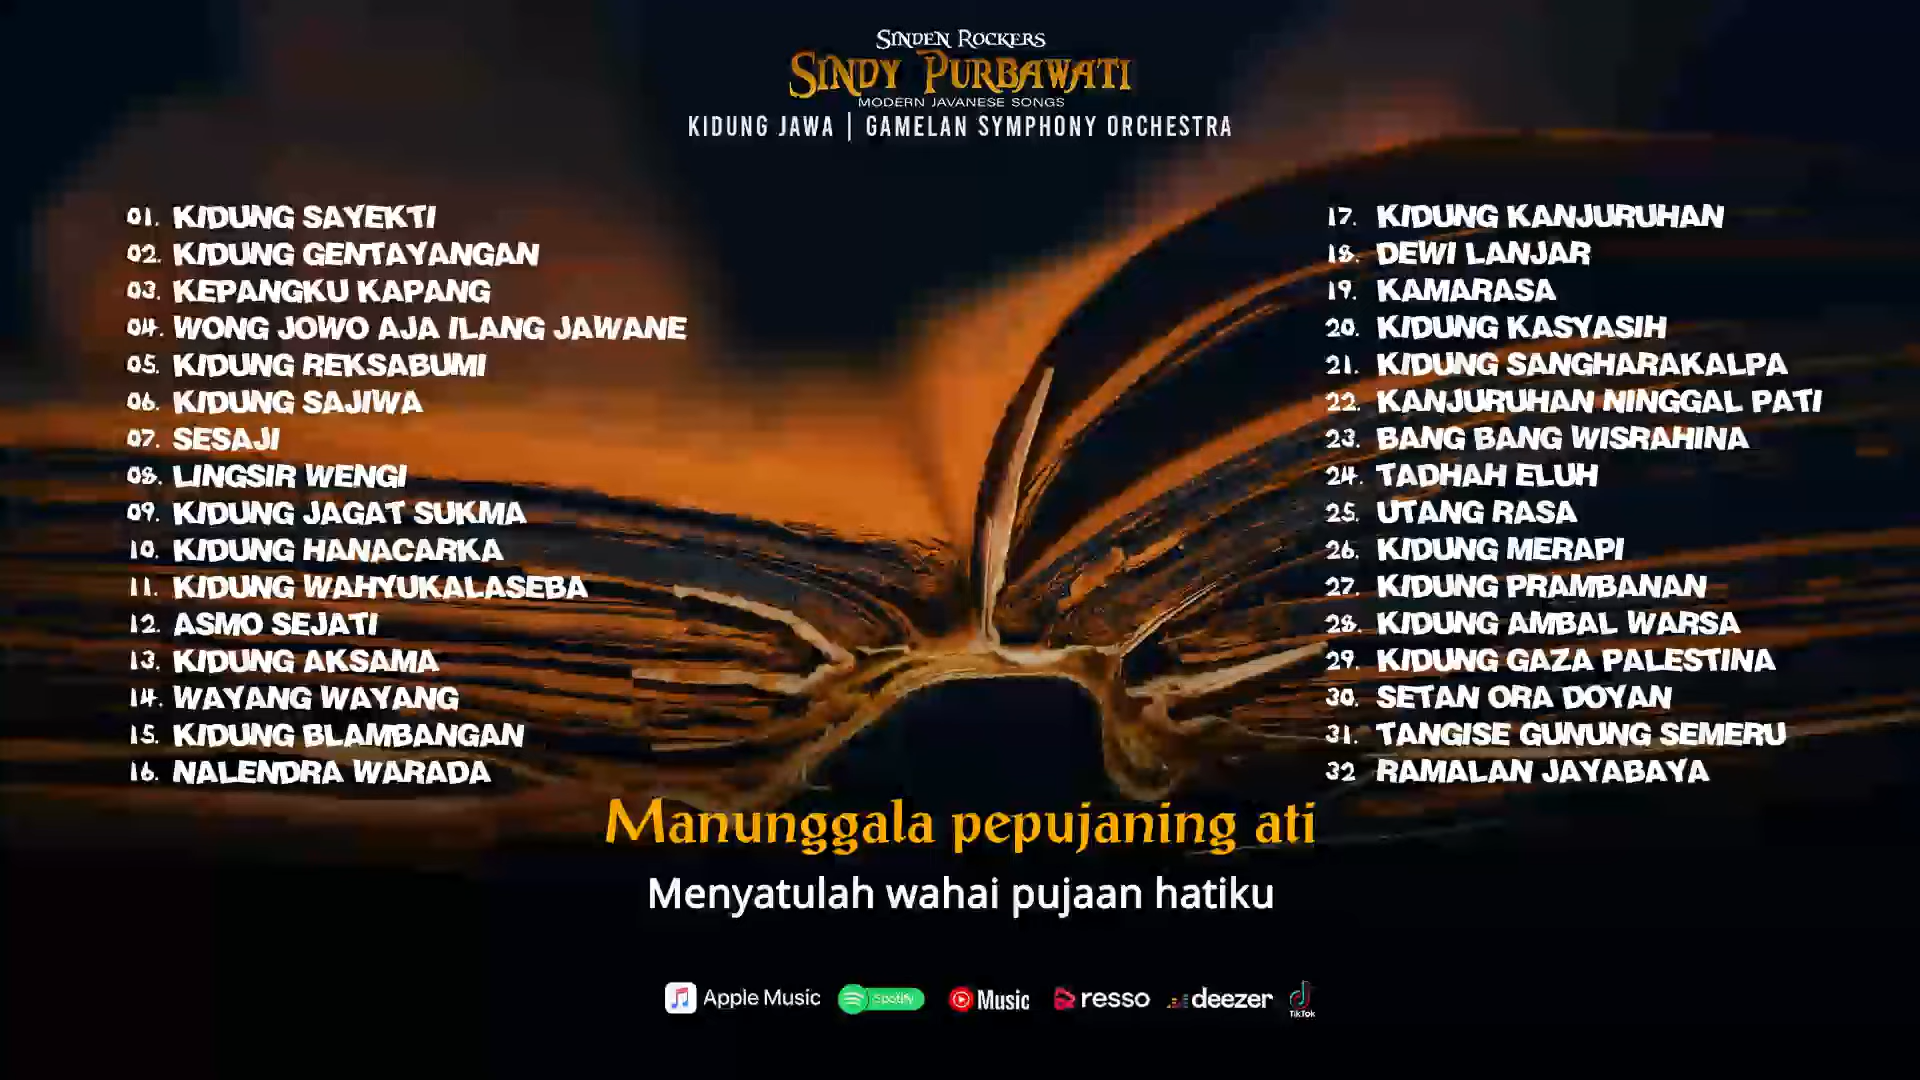 SINDEN ROCKERS
SINDY PURBAWATI
MODERN JAVANESE SONGS
KIDUNG JAWA | GAMELAN SYMPHONY ORCHESTRA
01. KIDUNG SAYEKTI
02. KIDUNG GENTAYANGAN
03. KEPANGKU KAPANG
04. WONG JOWO AJA ILANG JAWANE
05. KIDUNG REKSABUMI
06. KIDUNG SAJIWA
07. SESAJI
08. LINGSIR WENGI
09. KIDUNG JAGAT SUKMA
10. KIDUNG HANACARKA
11. KIDUNG WAHYUKALASEBA
12. ASMO SEJATI
13. KIDUNG AKSAMA
14. WAYANG WAYANG
15. KIDUNG BLAMBANGAN
16. NALENDRA WARADA
17. KIDUNG KANJURUHAN
18. DEWI LANJAR
19. KAMARASA
20. KIDUNG KASYASIH
21. KIDUNG SANGHARAKALPA
22. KANJURUHAN NINGGAL PATI
23. BANG BANG WISRAHINA
24. TADHAH ELUH
25. UTANG RASA
26. KIDUNG MERAPI
27. KIDUNG PRAMBANAN
28. KIDUNG AMBAL WARSA
29. KIDUNG GAZA PALESTINA
30. SETAN ORA DOYAN
31. TANGISE GUNUNG SEMERU
32 RAMALAN JAYABAYA
Manunggala pepujaning ati
Menyatulah wahai pujaan hatiku
Apple Music Spotify Music resso deezer TikTok